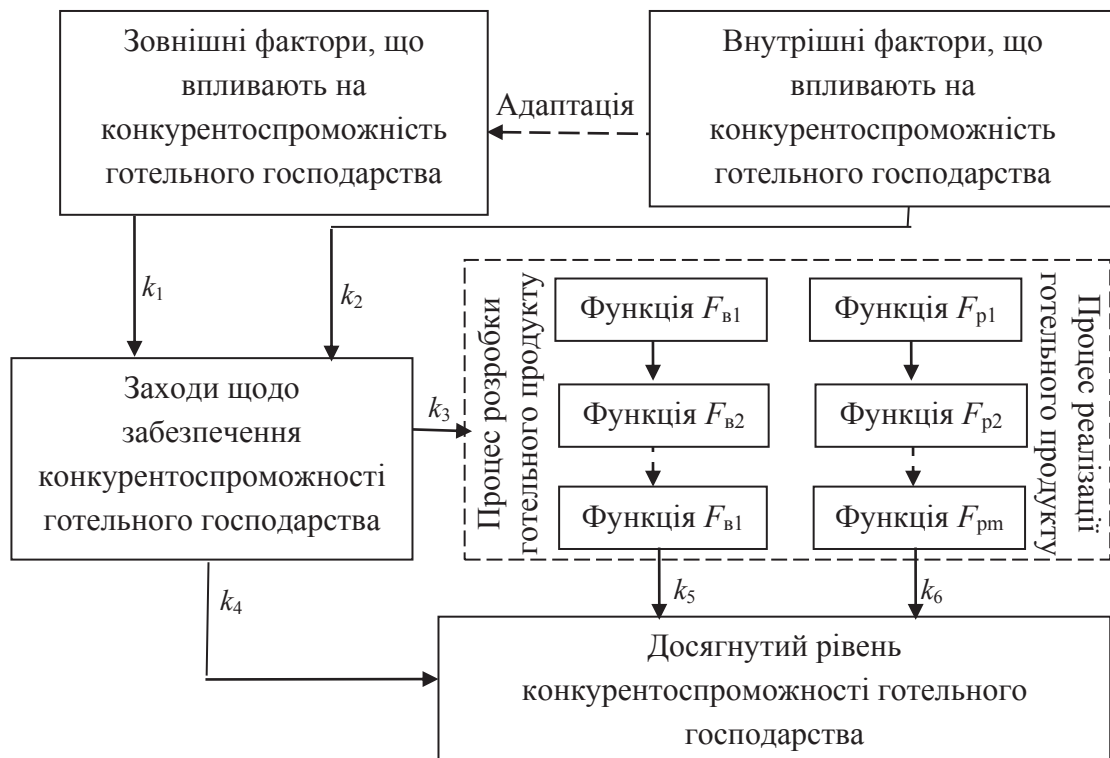 Зовнішні фактори, що
впливають на
конкурентоспроможність
готельного господарства
Адаптація
Внутрішні фактори, що
впливають на
конкурентоспроможність
готельного господарства
k1
k2
Заходи щодо
забезпечення
конкурентоспроможності
готельного господарства
k3
Процес розробки
готельного продукту
Функція Fв1
Функція Fв2
Функція Fв1
Функція Fр1
Функція Fр2
Функція Fрm
Процес реалізації
готельного продукту
k4
k5
k6
Досягнутий рівень
конкурентоспроможності готельного
господарства